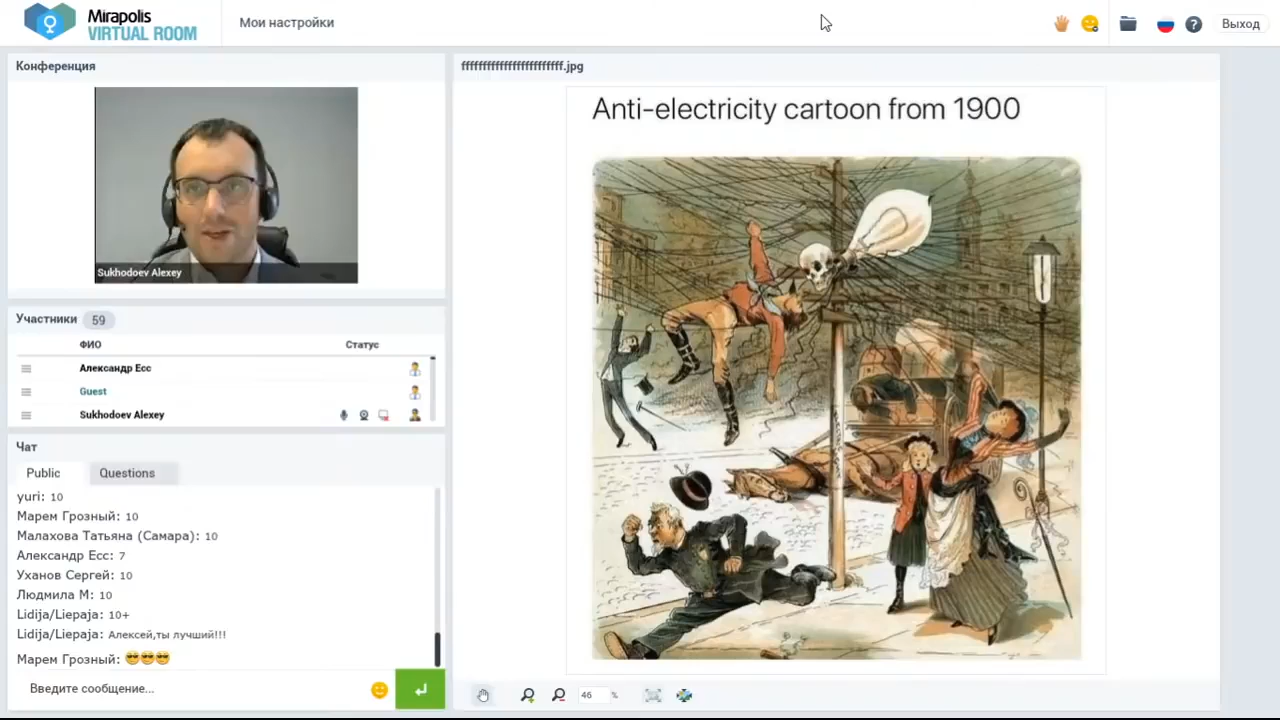 Mirapolis
VIRTUAL ROOM
Мои настройки
Выход
Конференция
Sukhodoev Alexey
Участники 59
ФИО Статус
Александр Есс
Guest
Sukhodoev Alexey
Чат
Public Questions
yuri: 10
Марем Грозный: 10
Малахова Татьяна (Самара): 10
Александр Есс: 7
Уханов Сергей: 10
Людмила М: 10
Lidija/Liepaja: 10+
Lidija/Liepaja: Алексей,ты лучший!!!
Марем Грозный: 😎😎😎
Введите сообщение...
ffffffffffffffffffffffff.jpg
Anti-electricity cartoon from 1900
46 %